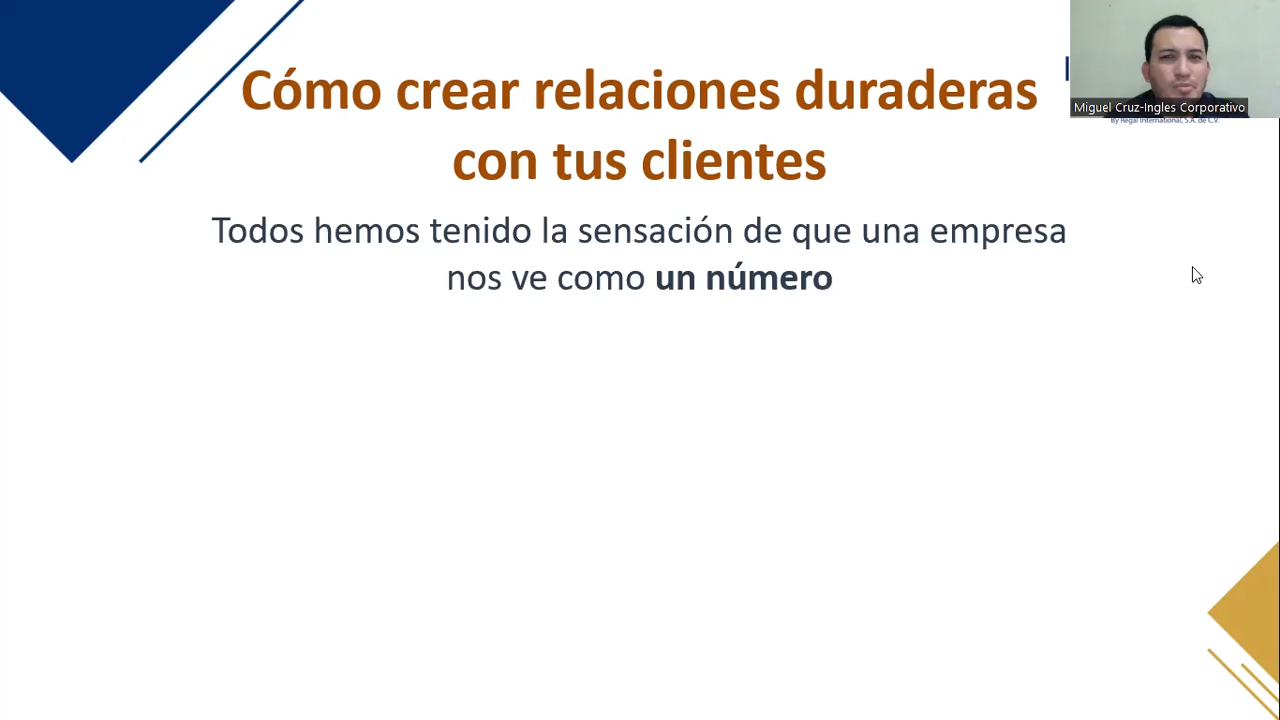 Cómo crear relaciones duraderas
con tus clientes
Todos hemos tenido la sensación de que una empresa
nos ve como un número
Miguel Cruz-Ingles Corporativo
By Regal International, S.A. de C.V.